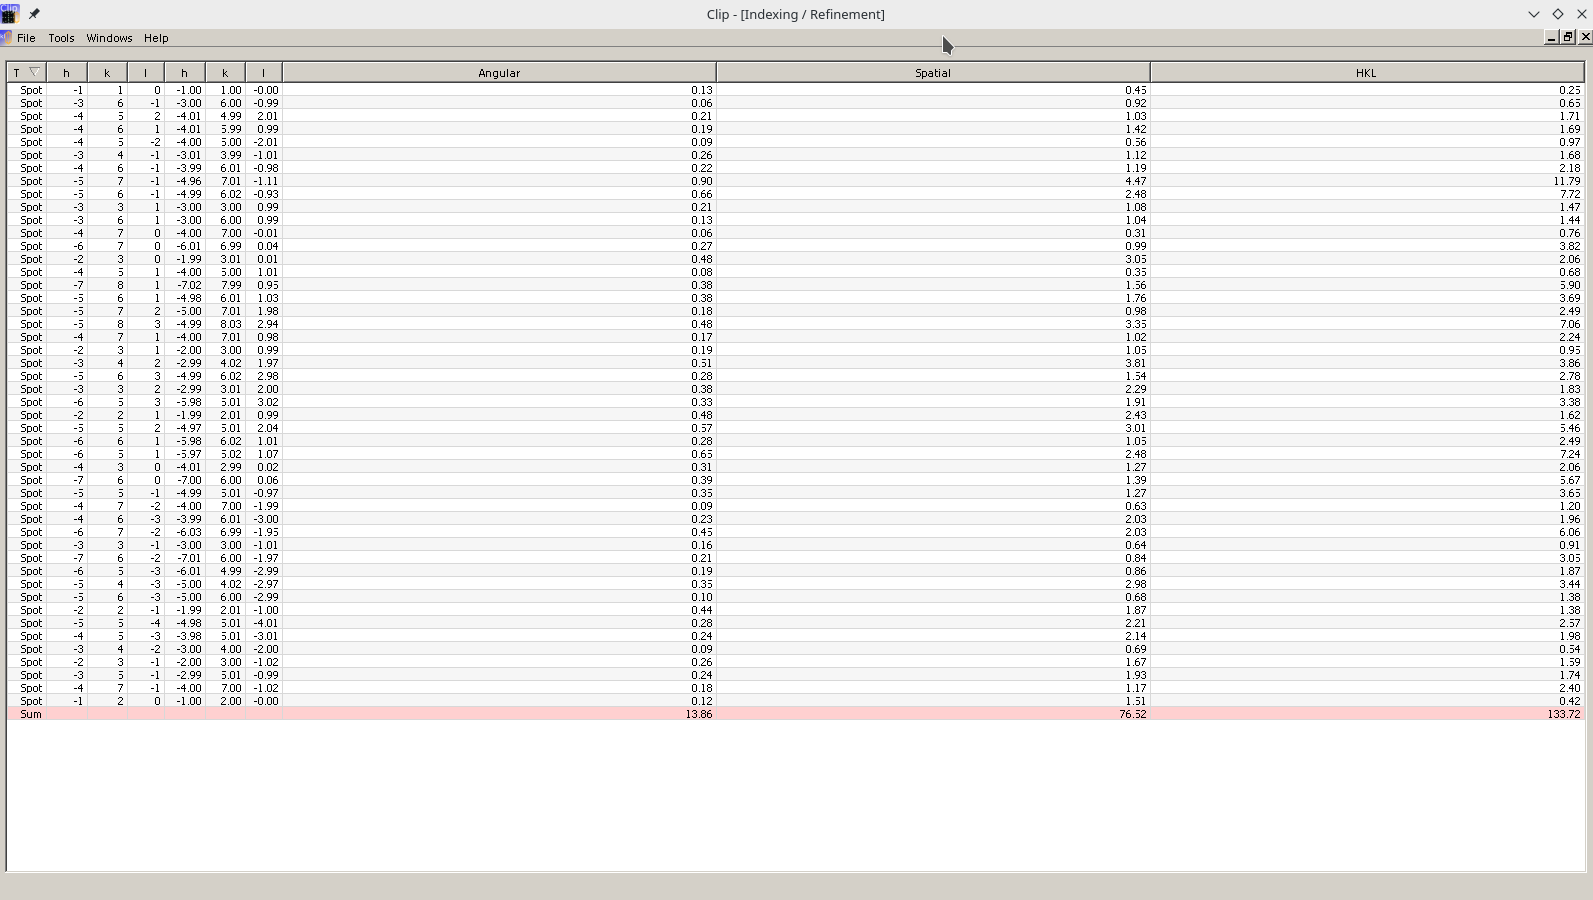 Clip
Clip - [Indexing / Refinement]
File Tools Windows Help
T h k l h k l Angular Spatial HKL
Spot -1 1 0 -1.00 1.00 -0.00 0.13 0.45 0.25
Spot -3 6 -1 -3.00 6.00 -0.99 0.06 0.92 0.65
Spot -4 5 2 -4.01 4.99 2.01 0.21 1.03 1.71
Spot -4 6 1 -4.01 5.99 0.99 0.19 1.42 1.69
Spot -4 5 -2 -4.00 5.00 -2.01 0.09 0.56 0.97
Spot -3 4 -1 -3.01 3.99 -1.01 0.26 1.12 1.68
Spot -4 6 -1 -3.99 6.01 -0.98 0.22 1.19 2.18
Spot -5 7 -1 -4.96 7.01 -1.11 0.90 4.47 11.79
Spot -5 6 -1 -4.99 6.02 -0.93 0.66 2.48 7.72
Spot -3 3 1 -3.00 3.00 0.99 0.21 1.08 1.47
Spot -3 6 1 -3.00 6.00 0.99 0.13 1.04 1.44
Spot -4 7 0 -4.00 7.00 -0.01 0.06 0.31 0.76
Spot -6 7 0 -6.01 6.99 0.04 0.27 0.99 3.82
Spot -2 3 0 -1.99 3.01 0.01 0.48 3.05 2.06
Spot -4 5 1 -4.00 5.00 1.01 0.08 0.35 0.68
Spot -7 8 1 -7.02 7.99 0.95 0.38 1.56 5.90
Spot -5 6 1 -4.98 6.01 1.03 0.38 1.76 3.69
Spot -5 7 2 -5.00 7.01 1.98 0.18 0.98 2.49
Spot -5 8 3 -4.99 8.03 2.94 0.48 3.35 7.06
Spot -4 7 1 -4.00 7.01 0.98 0.17 1.02 2.24
Spot -2 3 1 -2.00 3.00 0.99 0.19 1.05 0.95
Spot -3 4 2 -2.99 4.02 1.97 0.51 3.81 3.86
Spot -5 6 3 -4.99 6.02 2.98 0.28 1.54 2.78
Spot -3 3 2 -2.99 3.01 2.00 0.38 2.29 1.83
Spot -6 5 3 -5.98 5.01 3.02 0.33 1.91 3.38
Spot -2 2 1 -1.99 2.01 0.99 0.48 2.43 1.62
Spot -5 5 2 -4.97 5.01 2.04 0.57 3.01 5.46
Spot -6 6 1 -5.98 6.02 1.01 0.28 1.05 2.49
Spot -6 5 1 -5.97 5.02 1.07 0.65 2.48 7.24
Spot -4 3 0 -4.01 2.99 0.02 0.31 1.27 2.06
Spot -7 6 0 -7.00 6.00 0.06 0.39 1.39 5.67
Spot -5 5 -1 -4.99 5.01 -0.97 0.35 1.27 3.65
Spot -4 7 -2 -4.00 7.00 -1.99 0.09 0.63 1.20
Spot -4 6 -3 -3.99 6.01 -3.00 0.23 2.03 1.96
Spot -6 7 -2 -6.03 6.99 -1.95 0.45 2.03 6.06
Spot -3 3 -1 -3.00 3.00 -1.01 0.16 0.64 0.91
Spot -7 6 -2 -7.01 6.00 -1.97 0.21 0.84 3.05
Spot -6 5 -3 -6.01 4.99 -2.99 0.19 0.86 1.87
Spot -5 4 -3 -5.00 4.02 -2.97 0.35 2.98 3.44
Spot -5 6 -3 -5.00 6.00 -2.99 0.10 0.68 1.38
Spot -2 2 -1 -1.99 2.01 -1.00 0.44 1.87 1.38
Spot -5 5 -4 -4.98 5.01 -4.01 0.28 2.21 2.57
Spot -4 5 -3 -3.98 5.01 -3.01 0.24 2.14 1.98
Spot -3 4 -2 -3.00 4.00 -2.00 0.09 0.69 0.54
Spot -2 3 -1 -2.00 3.00 -1.02 0.26 1.67 1.59
Spot -3 5 -1 -2.99 5.01 -0.99 0.24 1.93 1.74
Spot -4 7 -1 -4.00 7.00 -1.02 0.18 1.17 2.40
Spot -1 2 0 -1.00 2.00 -0.00 0.12 1.51 0.42
Sum 13.86 76.52 133.72